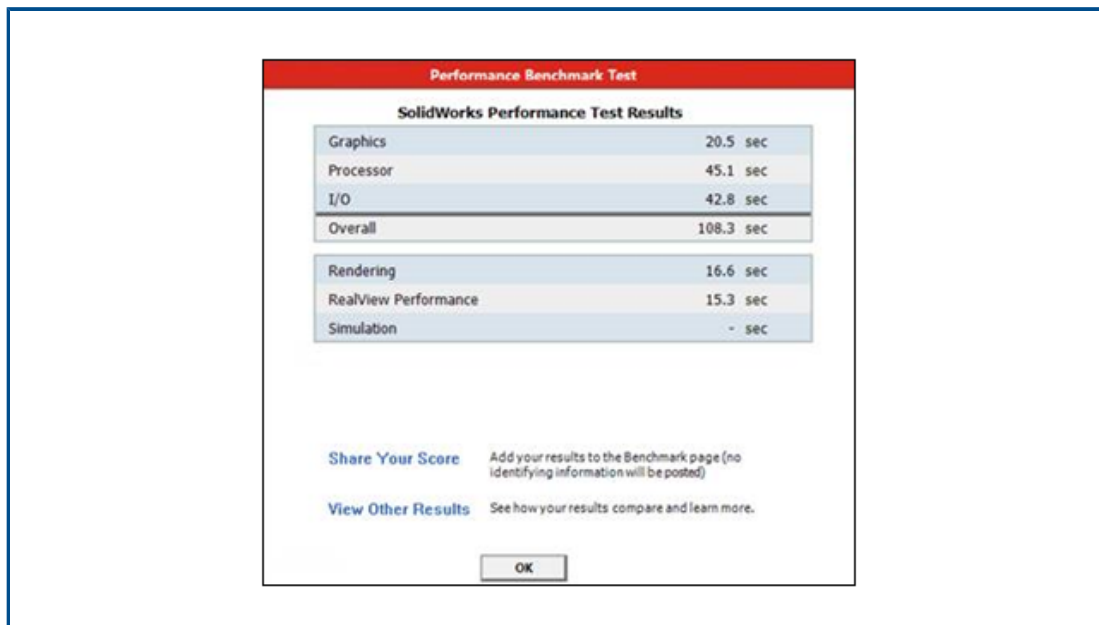 Performance Benchmark Test
SolidWorks Performance Test Results
Graphics 20.5 sec
Processor 45.1 sec
I/O 42.8 sec
Overall 108.3 sec
Rendering 16.6 sec
RealView Performance 15.3 sec
Simulation - sec
Share Your Score Add your results to the Benchmark page (no
identifying information will be posted)
View Other Results See how your results compare and learn more.
OK